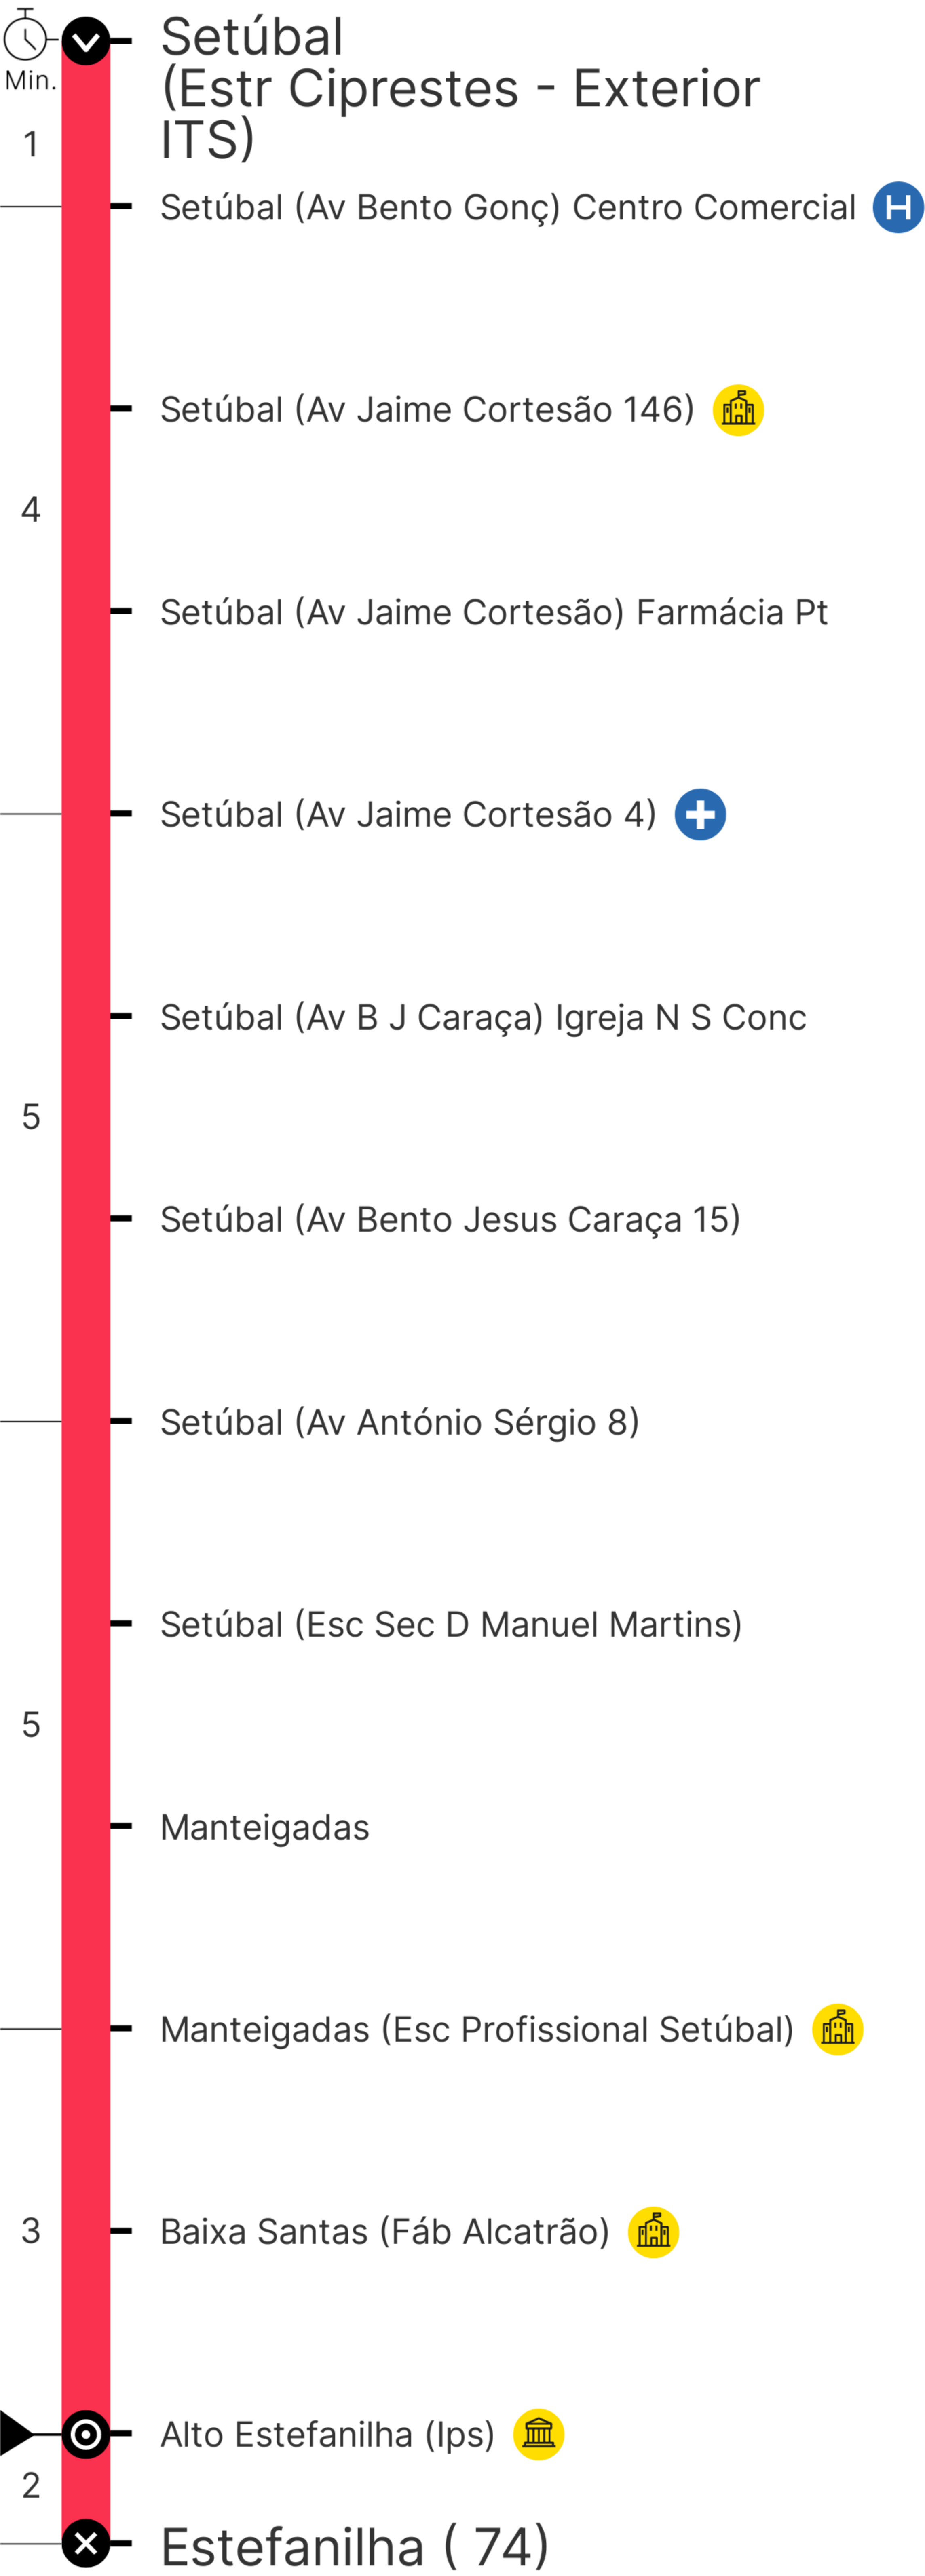 Setúbal
(Estr Ciprestes - Exterior
ITS)
Min.
1
Setúbal (Av Bento Gonç) Centro Comercial H
Setúbal (Av Jaime Cortesão 146)
4
Setúbal (Av Jaime Cortesão) Farmácia Pt
Setúbal (Av Jaime Cortesão 4)
Setúbal (Av B J Caraça) Igreja N S Conc
5
Setúbal (Av Bento Jesus Caraça 15)
Setúbal (Av António Sérgio 8)
Setúbal (Esc Sec D Manuel Martins)
5
Manteigadas
Manteigadas (Esc Profissional Setúbal)
3
Baixa Santas (Fáb Alcatrão)
Alto Estefanilha (Ips)
2
Estefanilha ( 74)